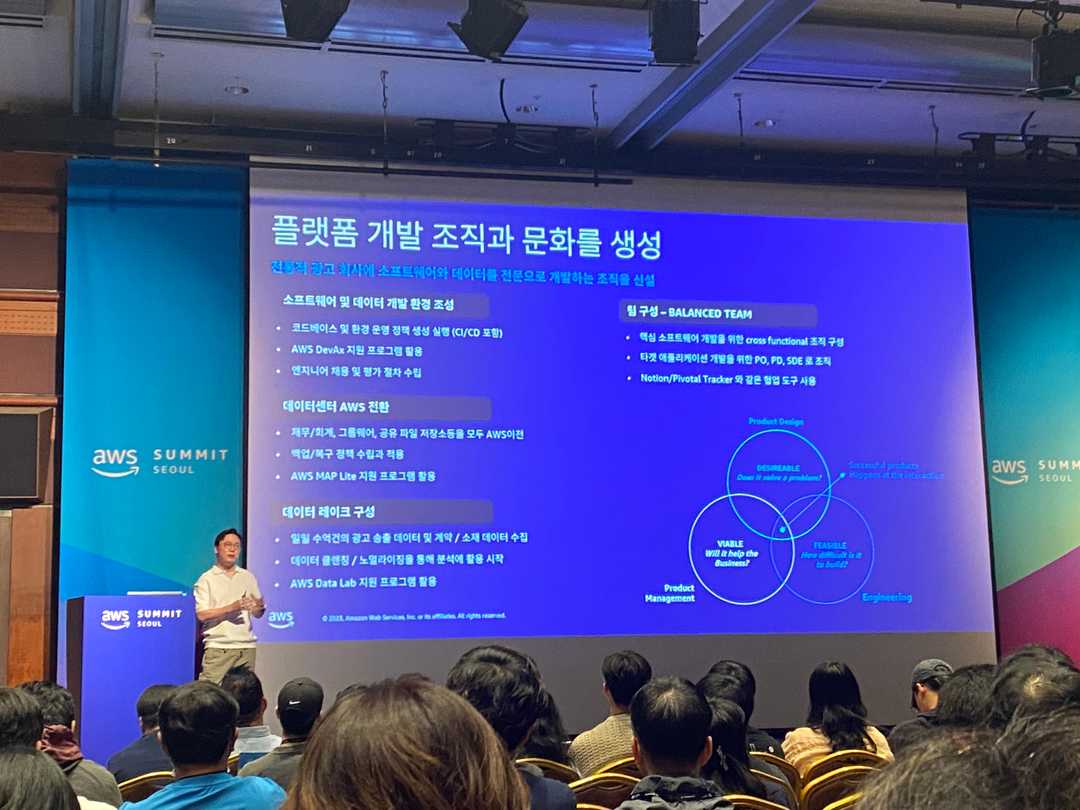 플랫폼 개발 조직과 문화를 생성
전통적 광고 회사에 소프트웨어와 데이터를 전문으로 개발하는 조직을 신설
소프트웨어 및 데이터 개발 환경 조성
• 코드베이스 및 환경 운영 정책 생성 실행 (CI/CD 포함)
• AWS DevAx 지원 프로그램 활용
• 엔지니어 채용 및 평가 절차 수립
데이터센터 AWS 전환
• 재무/회계, 그룹웨어, 공유 파일 저장소등을 모두 AWS이전
• 백업/복구 정책 수립과 적용
• AWS MAP Lite 지원 프로그램 활용
데이터 레이크 구성
• 일일 수억건의 광고 송출 데이터 및 계약 / 소재 데이터 수집
• 데이터 클렌징 / 노멀라이징을 통해 분석에 활용 시작
• AWS Data Lab 지원 프로그램 활용
팀 구성 – BALANCED TEAM
• 핵심 소프트웨어 개발을 위한 cross functional 조직 구성
• 타겟 애플리케이션 개발을 위한 PO, PD, SDE 로 조직
• Notion/Pivotal Tracker 와 같은 협업 도구 사용
Product Design
DESIREABLE
Does it solve a problem?
Successful products
Happens at the intersection
VIABLE
Will it help the
Business?
FEASIBLE
How difficult is it
to build?
Product
Management
Engineering
aws
© 2023, Amazon Web Services, Inc. or its affiliates. All rights reserved.
aws SUMMIT
SEOUL
aws SUMMIT
SEOUL
aws SUMM
SEOUL